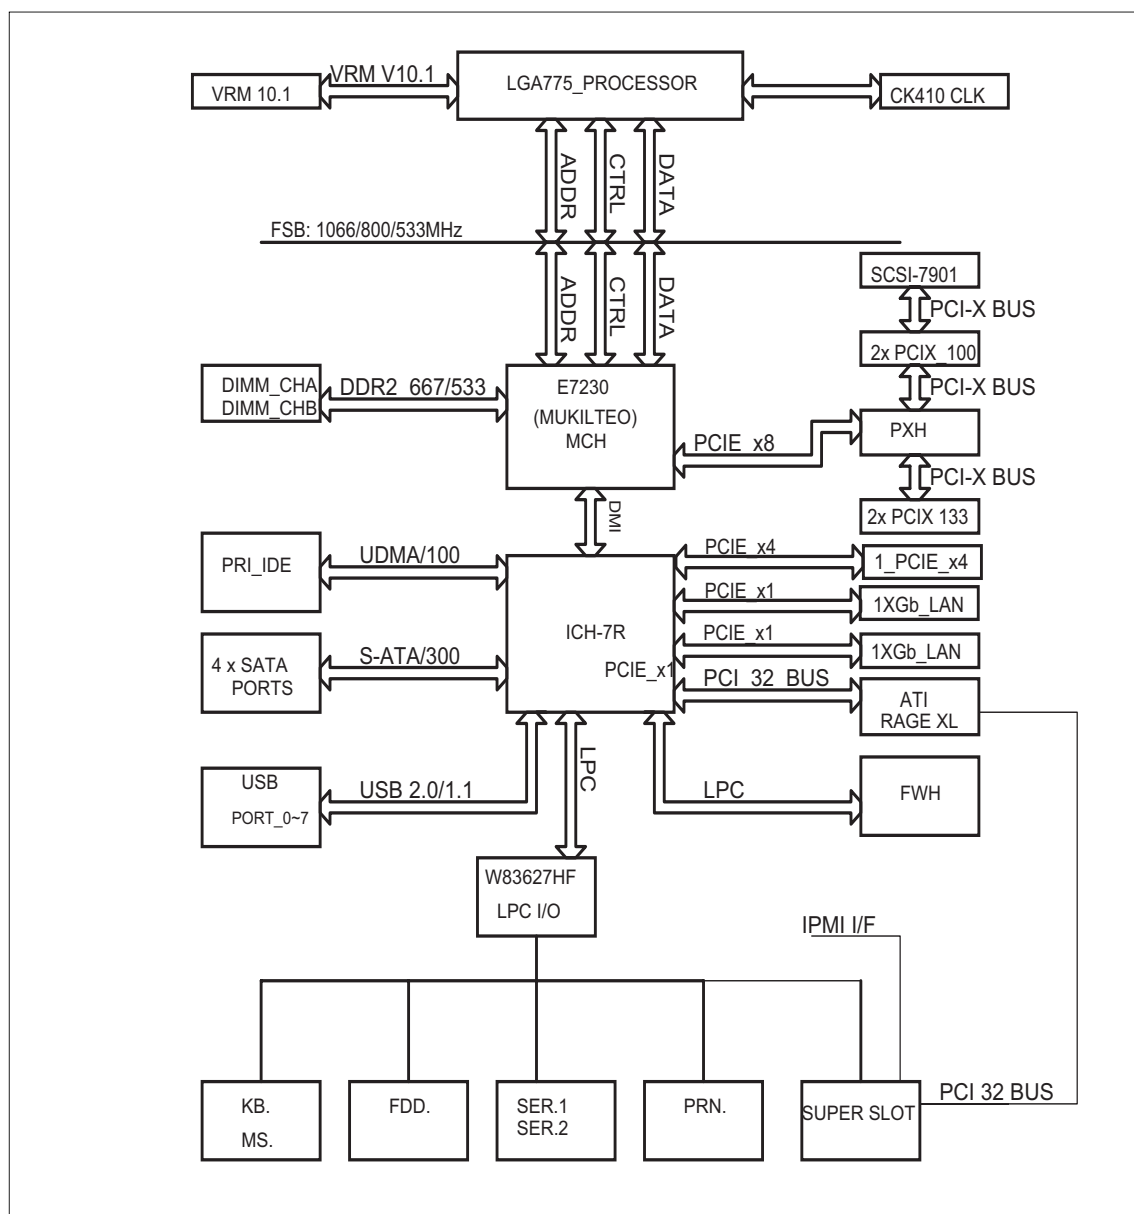 VRM V10.1
LGA775_PROCESSOR
VRM 10.1
CK410 CLK
ADDR
CTRL
DATA
FSB: 1066/800/533MHz
ADDR
CTRL
DATA
SCSI-7901
PCI-X BUS
2x PCIX_100
DIMM_CHA
DIMM_CHB
DDR2_667/533
E7230
(MUKILTEO)
MCH
PCI-X BUS
PCIE_x8
PXH
PCI-X BUS
2x PCIX 133
DMI
PRI_IDE
UDMA/100
PCIE_x4
1_PCIE_x4
PCIE_x1
1XGb_LAN
ICH-7R
PCIE_x1
1XGb_LAN
4 x SATA
PORTS
S-ATA/300
PCIE_x1
PCI_32_BUS
ATI
RAGE XL
LPC
USB
PORT_0~7
USB 2.0/1.1
LPC
FWH
W83627HF
LPC I/O
IPMI I/F
KB.
MS.
FDD.
SER.1
SER.2
PRN.
SUPER SLOT
PCI 32 BUS